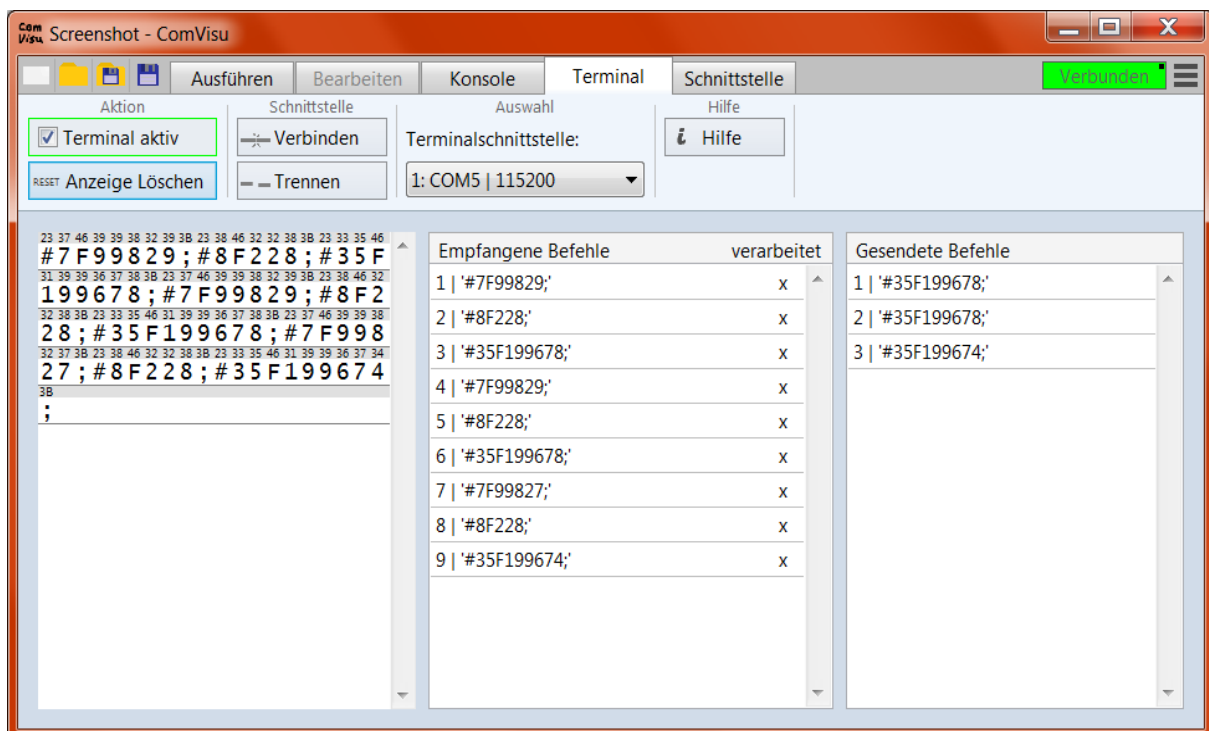 Com Visu Screenshot - ComVisu
Ausführen Bearbeiten Konsole Terminal Schnittstelle Verbunden
Aktion Schnittstelle Auswahl Hilfe
Terminal aktiv Verbinden Terminalschnittstelle: i Hilfe
RESET Anzeige Löschen Trennen 1: COM5 | 115200
23 37 46 39 39 38 32 39 3B 23 38 46 32 32 38 3B 23 33 35 46
#7F99829;#8F228;#35F
31 39 39 36 37 38 3B 23 37 46 39 39 38 32 39 3B 23 38 46 32
199678;#7F99829;#8F2
32 38 3B 23 33 35 46 31 39 39 36 37 38 3B 23 37 46 39 39 38
28;#35F199678;#7F998
32 37 3B 23 38 46 32 32 38 3B 23 33 35 46 31 39 39 36 37 34
27;#8F228;#35F199674
3B
;
Empfangene Befehle verarbeitet
1 | '#7F99829;' x
2 | '#8F228;' x
3 | '#35F199678;' x
4 | '#7F99829;' x
5 | '#8F228;' x
6 | '#35F199678;' x
7 | '#7F99827;' x
8 | '#8F228;' x
9 | '#35F199674;' x
Gesendete Befehle
1 | '#35F199678;'
2 | '#35F199678;'
3 | '#35F199674;'